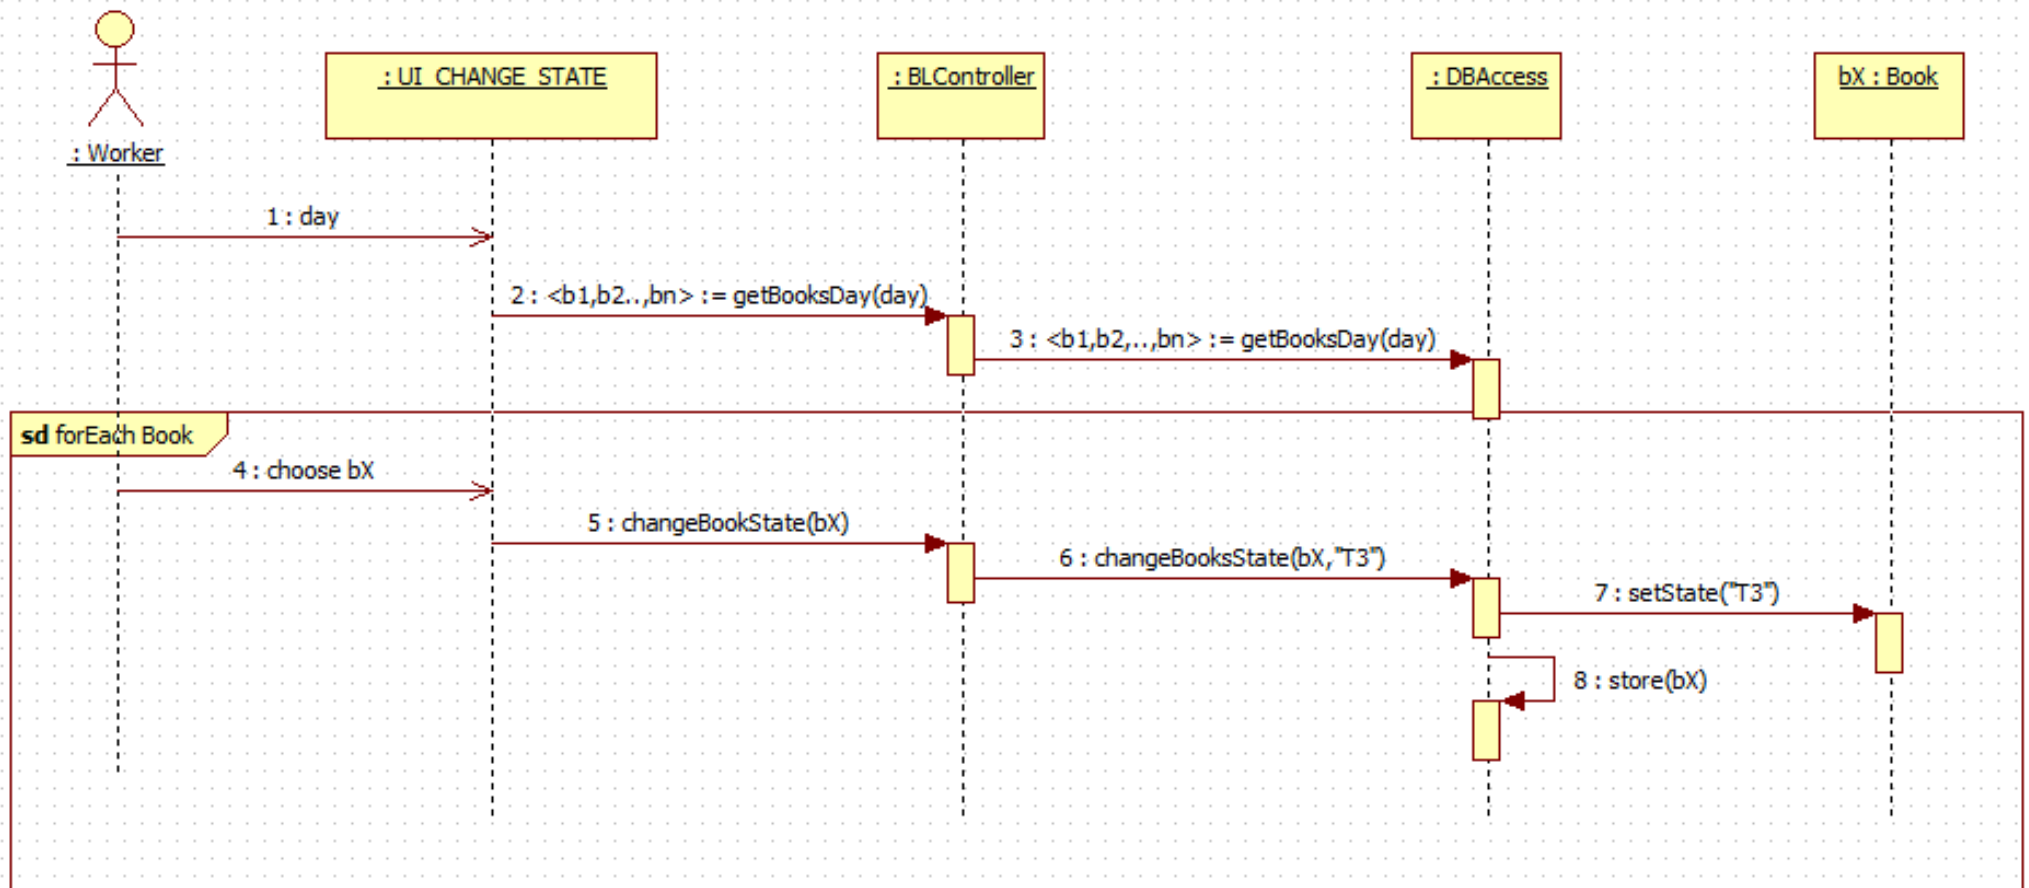 : UI_CHANGE_STATE
: BLController
: DBAccess
bX : Book
: Worker
1 : day
2 : <b1,b2..,bn> := getBooksDay(day)
3 : <b1,b2,..,bn> := getBooksDay(day)
sd forEach Book
4 : choose bX
5 : changeBookState(bX)
6 : changeBooksState(bX,"T3")
7 : setState("T3")
8 : store(bX)